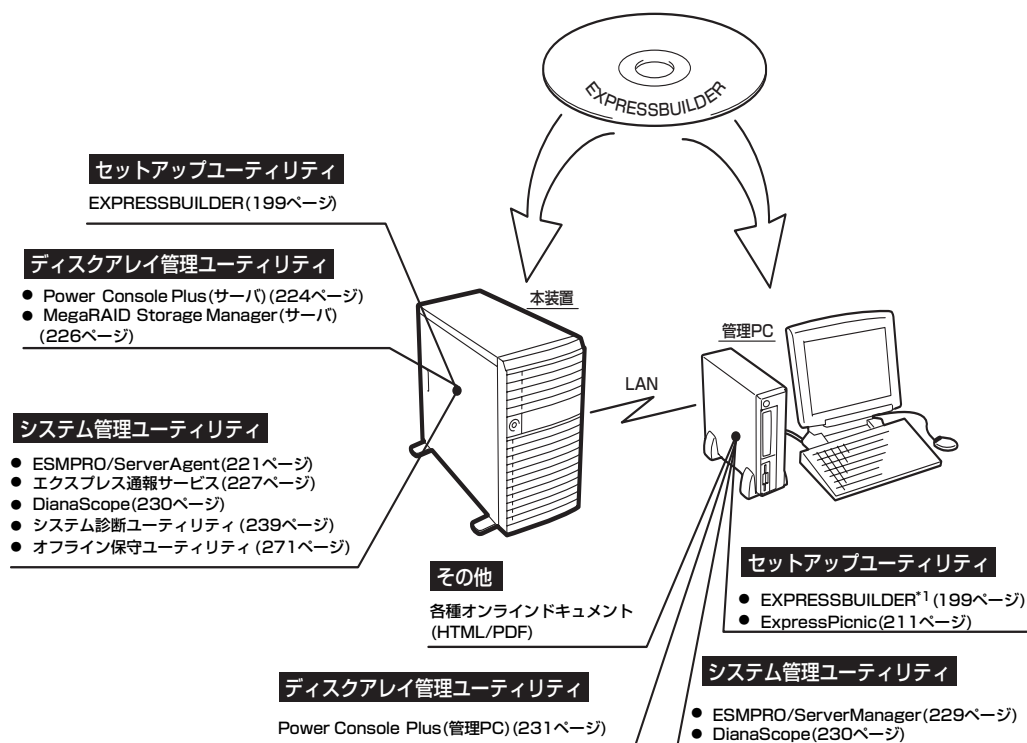 EXPRESSBUILDER
セットアップユーティリティ
EXPRESSBUILDER(199ページ)
ディスクアレイ管理ユーティリティ
● Power Console Plus(サーバ)(224ページ)
● MegaRAID Storage Manager(サーバ)
(226ページ)
システム管理ユーティリティ
● ESMPRO/ServerAgent(221ページ)
● エクスプレス通報サービス(227ページ)
● DianaScope(230ページ)
● システム診断ユーティリティ(239ページ)
● オフライン保守ユーティリティ(271ページ)
本装置
LAN
管理PC
その他
各種オンラインドキュメント
(HTML/PDF)
セットアップユーティリティ
● EXPRESSBUILDER*1(199ページ)
● ExpressPicnic(211ページ)
ディスクアレイ管理ユーティリティ
Power Console Plus(管理PC)(231ページ)
システム管理ユーティリティ
● ESMPRO/ServerManager(229ページ)
● DianaScope(230ページ)